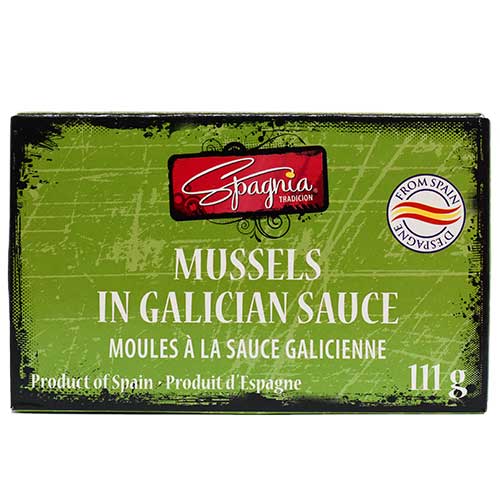 Spagnia®
TRADICION
FROM SPAIN
D'ESPAGNE
MUSSELS
IN GALICIAN SAUCE
MOULES À LA SAUCE GALICIENNE
Product of Spain · Produit d'Espagne
111 g